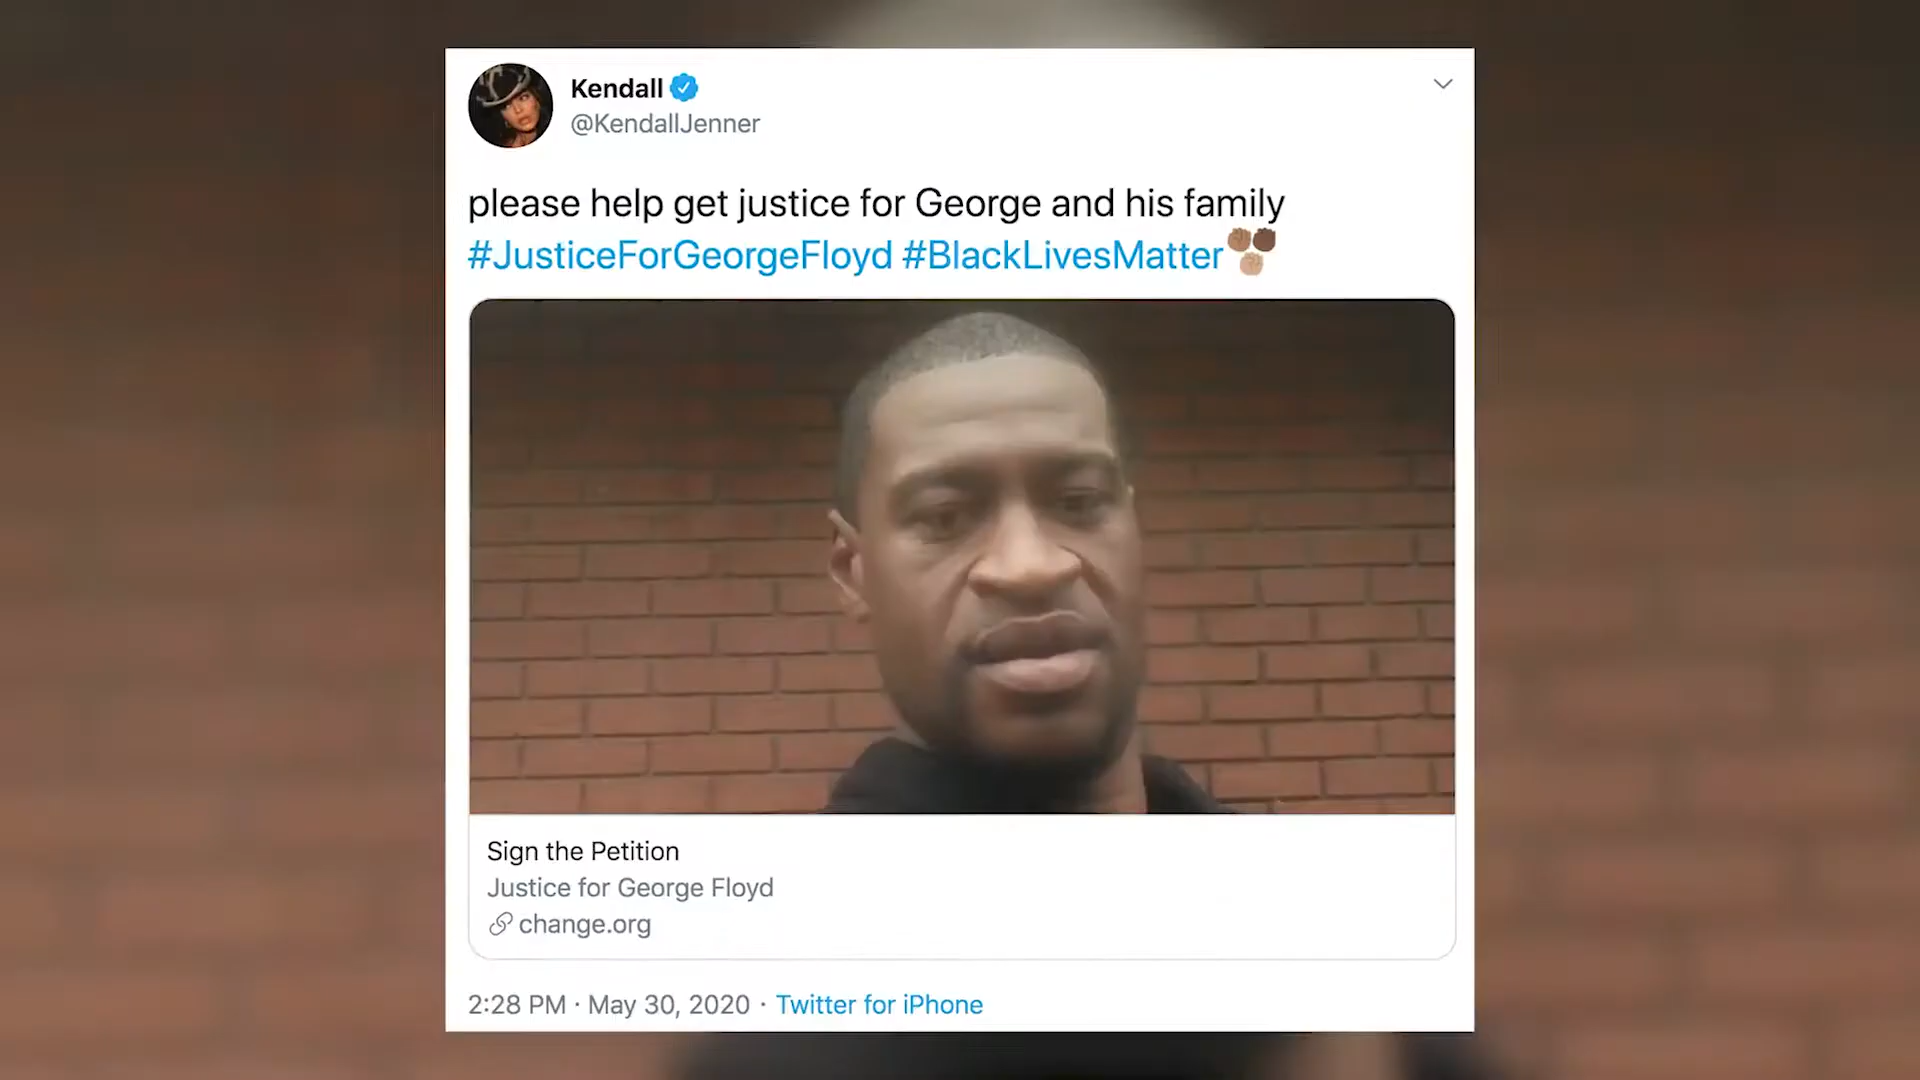 Kendall
@KendallJenner
please help get justice for George and his family
#JusticeForGeorgeFloyd #BlackLivesMatter✊🏾✊🏿✊🏼
Sign the Petition
Justice for George Floyd
change.org
2:28 PM · May 30, 2020 · Twitter for iPhone